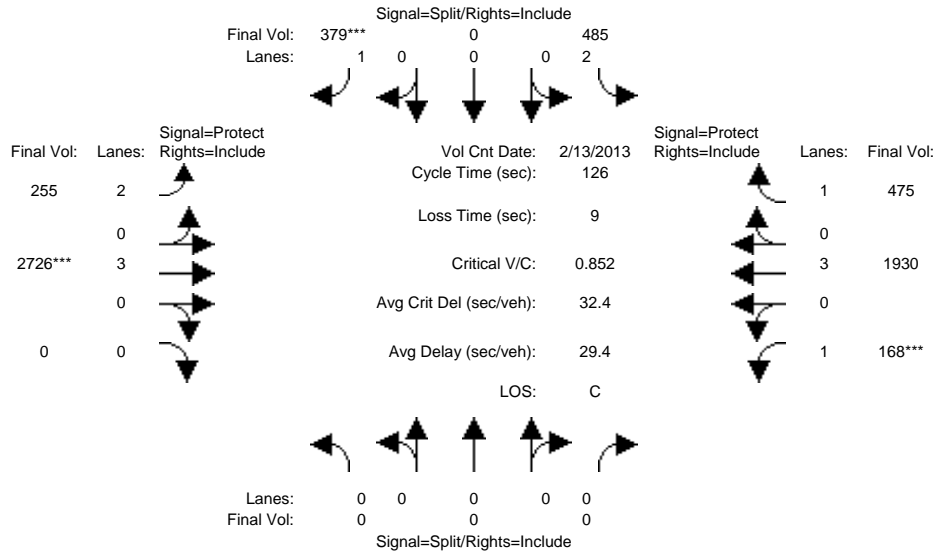 Signal=Split/Rights=Include
Final Vol: 379*** 0 485
Lanes: 1 0 0 0 2
Signal=Protect
Final Vol: Lanes: Rights=Include
Vol Cnt Date: 2/13/2013
Signal=Protect
Rights=Include Lanes: Final Vol:
Cycle Time (sec): 126
255 2
1 475
Loss Time (sec): 9
0
0
2726*** 3
Critical V/C: 0.852
3 1930
0
Avg Crit Del (sec/veh): 32.4
0
0 0
Avg Delay (sec/veh): 29.4
1 168***
LOS: C
Lanes: 0 0 0 0 0
Final Vol: 0 0 0
Signal=Split/Rights=Include